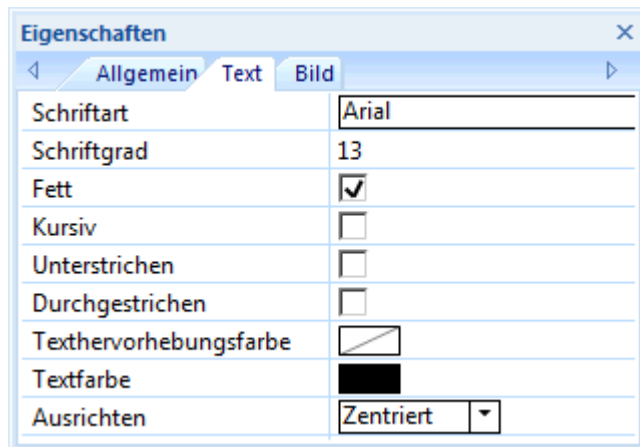 Eigenschaften
Allgemein Text Bild
Schriftart Arial
Schriftgrad 13
Fett
Kursiv
Unterstrichen
Durchgestrichen
Texthervorhebungsfarbe
Textfarbe
Ausrichten Zentriert